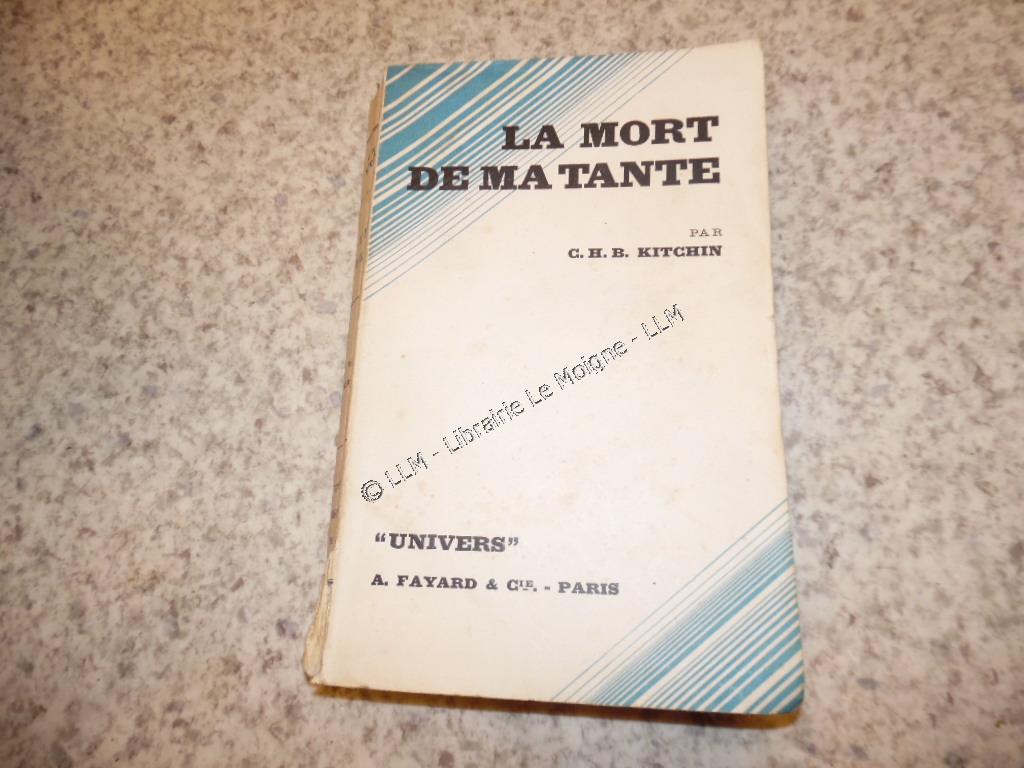 LA MORT
DE MA TANTE
PAR
C. H. B. KITCHIN
© LLM - Librairie Le Moigne - LLM
"UNIVERS"
A. FAYARD & CIE. - PARIS